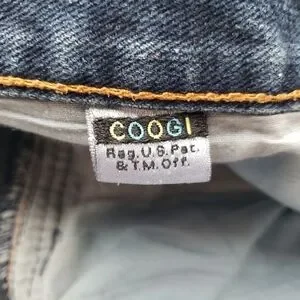 COOGI
Reg. U.S. Pat.
& T.M. Off.